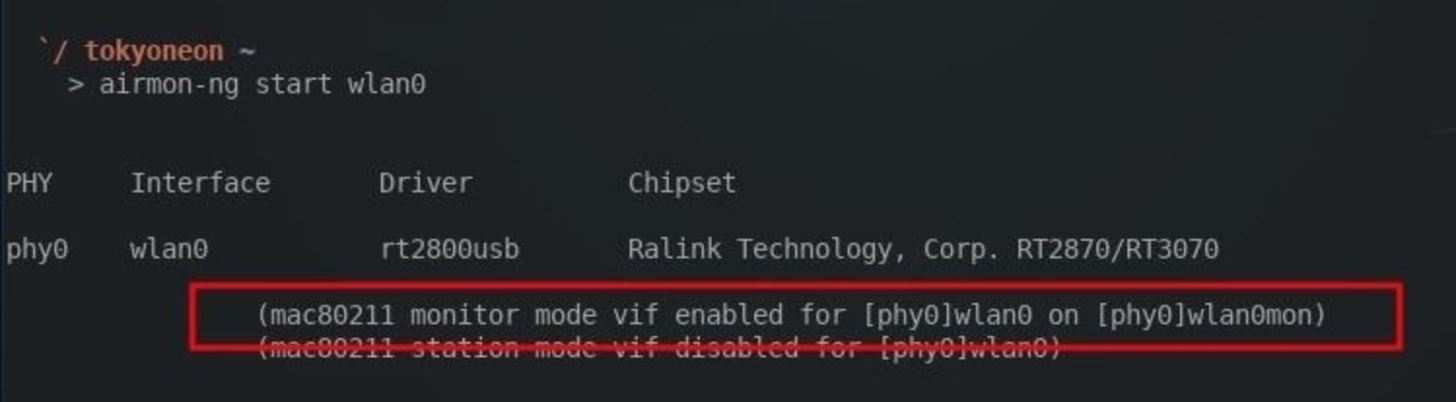 `/ tokyoneon ~
> airmon-ng start wlan0
PHY Interface Driver Chipset
phy0 wlan0 rt2800usb Ralink Technology, Corp. RT2870/RT3070
(mac80211 monitor mode vif enabled for [phy0]wlan0 on [phy0]wlan0mon)
(mac80211 station mode vif disabled for [phy0]wlan0)